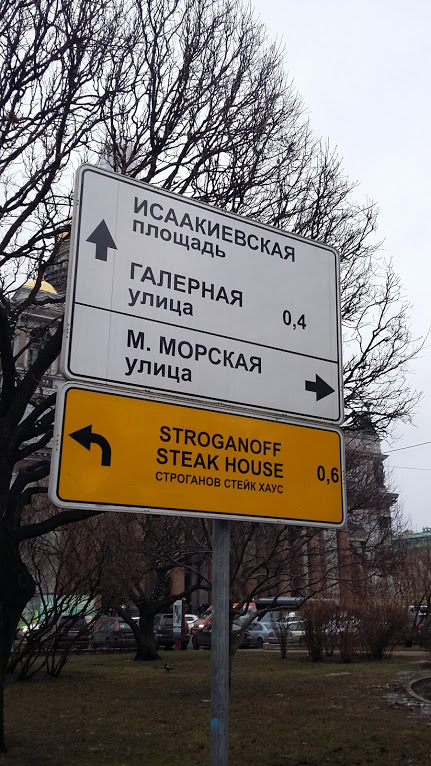 ИСААКИЕВСКАЯ
площадь
ГАЛЕРНАЯ
улица 0,4
М. МОРСКАЯ
улица
STROGANOFF
STEAK HOUSE 0,6
СТРОГАНОВ СТЕЙК ХАУС